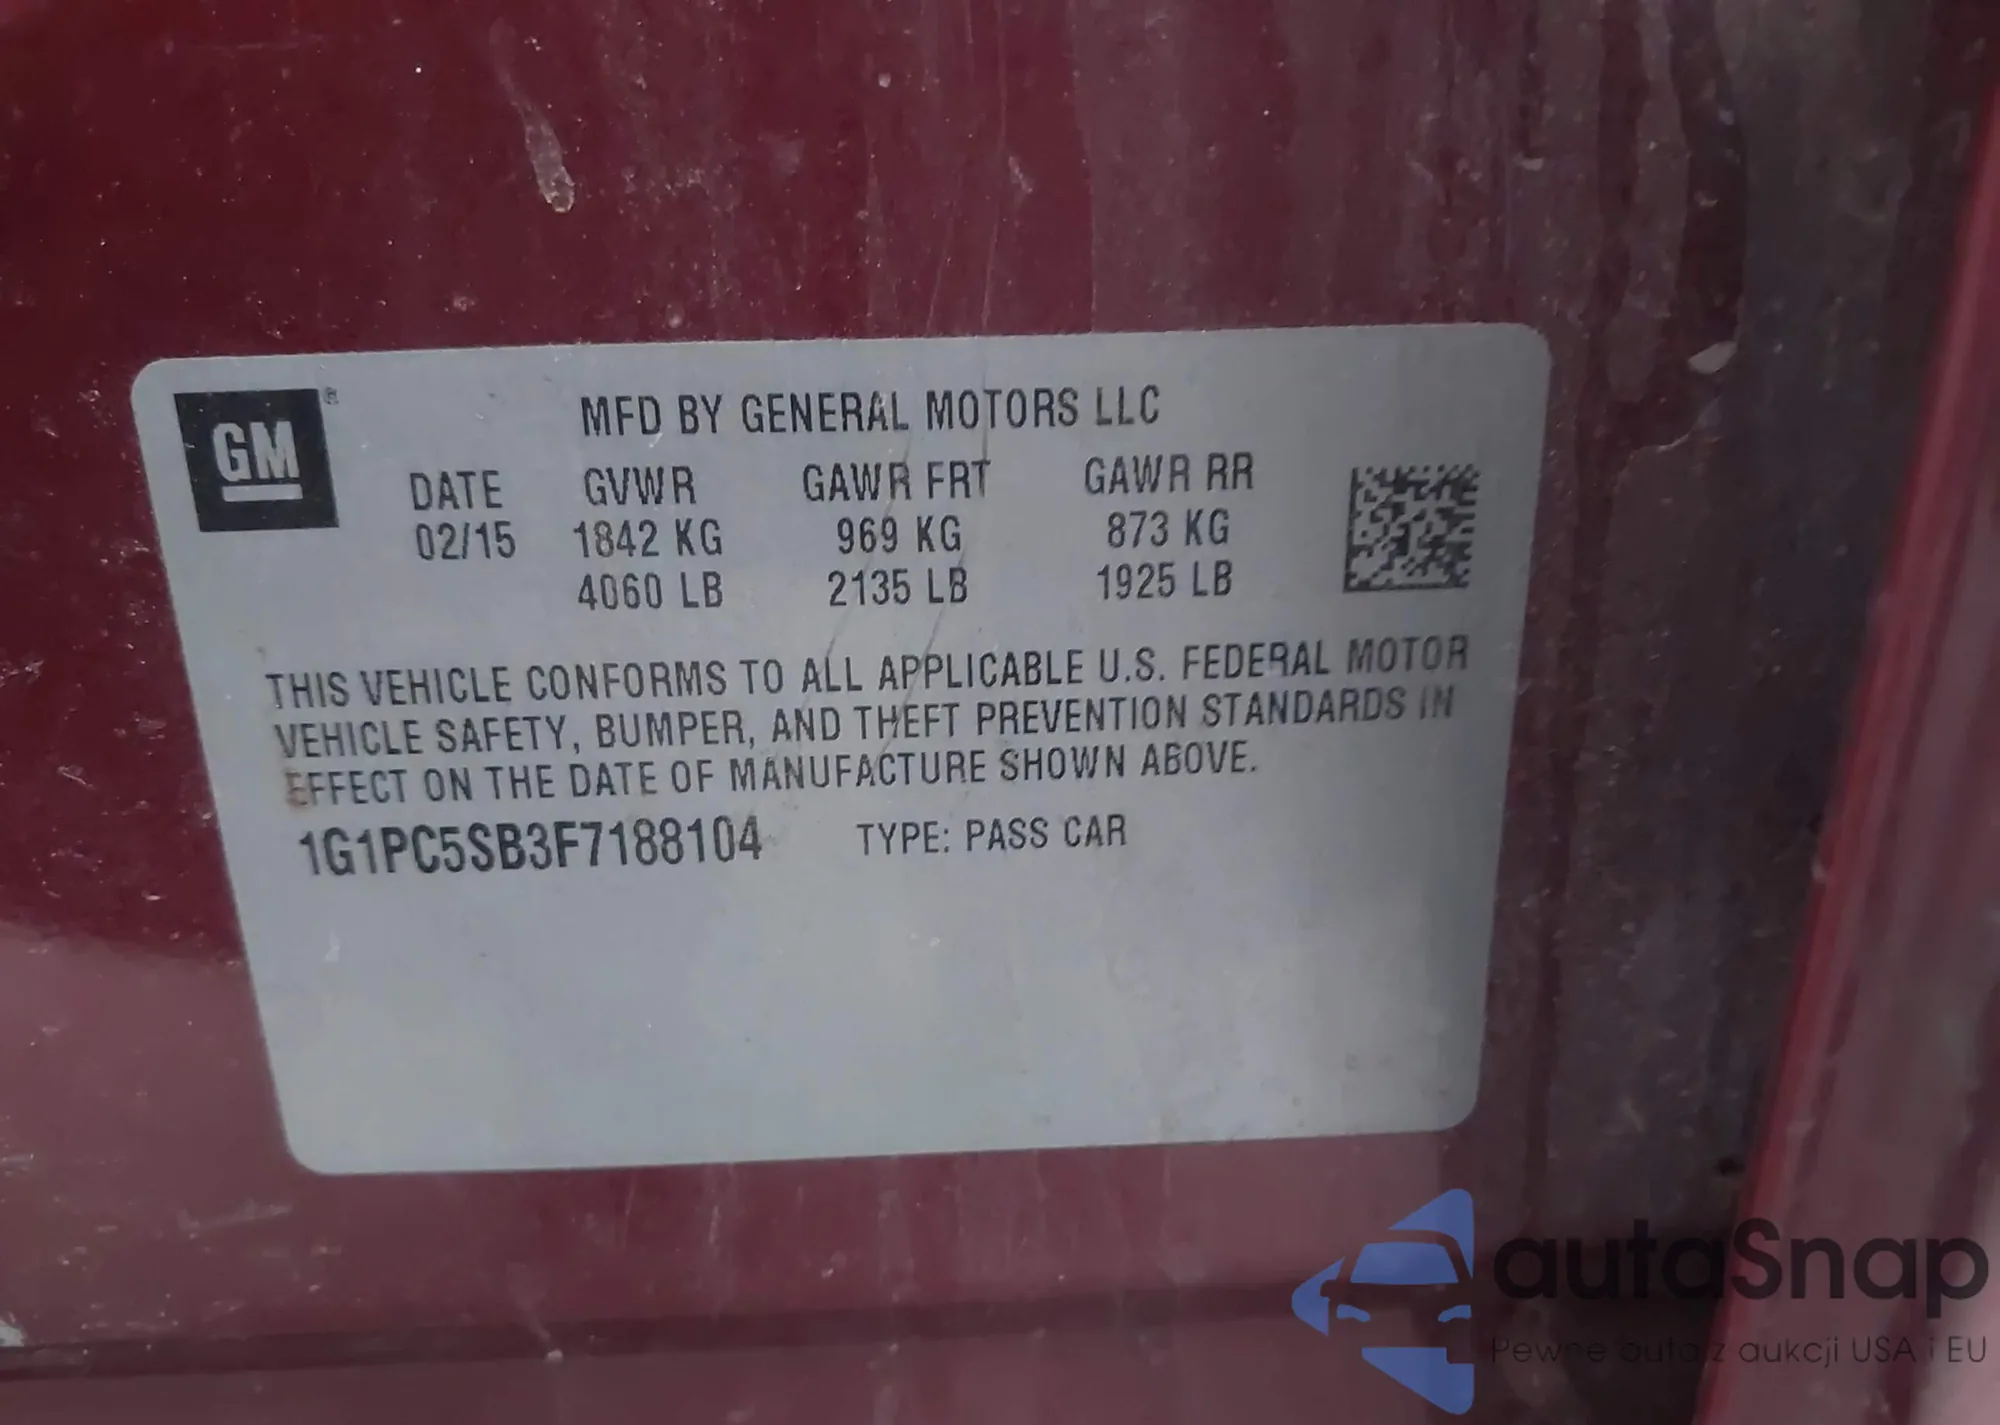 GM ®
MFD BY GENERAL MOTORS LLC
DATE GVWR GAWR FRT GAWR RR
02/15 1842 KG 969 KG 873 KG
4060 LB 2135 LB 1925 LB
THIS VEHICLE CONFORMS TO ALL APPLICABLE U.S. FEDERAL MOTOR
VEHICLE SAFETY, BUMPER, AND THEFT PREVENTION STANDARDS IN
EFFECT ON THE DATE OF MANUFACTURE SHOWN ABOVE.
1G1PC5SB3F7188104 TYPE: PASS CAR
autaSnap
Pewne auta z aukcji USA i EU